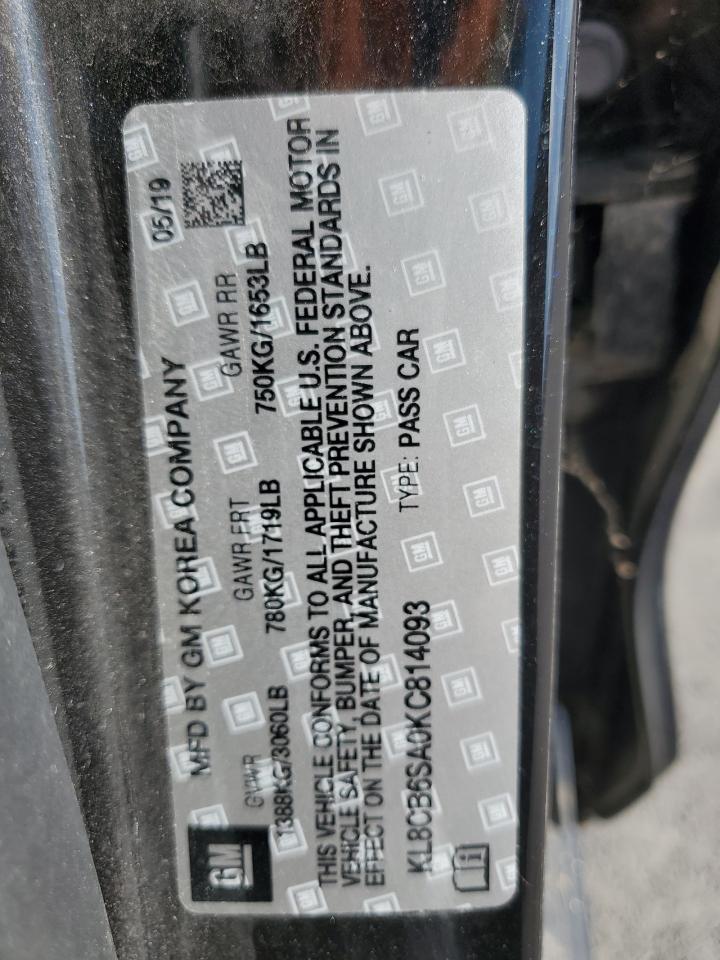 GM
MFD BY GM KOREA COMPANY 05/19
GVWR GAWR FRT GAWR RR
1388KG/3060LB 780KG/1719LB 750KG/1653LB
THIS VEHICLE CONFORMS TO ALL APPLICABLE U.S. FEDERAL MOTOR
VEHICLE SAFETY, BUMPER, AND THEFT PREVENTION STANDARDS IN
EFFECT ON THE DATE OF MANUFACTURE SHOWN ABOVE.
KL8CB6SA0KC814093 TYPE: PASS CAR